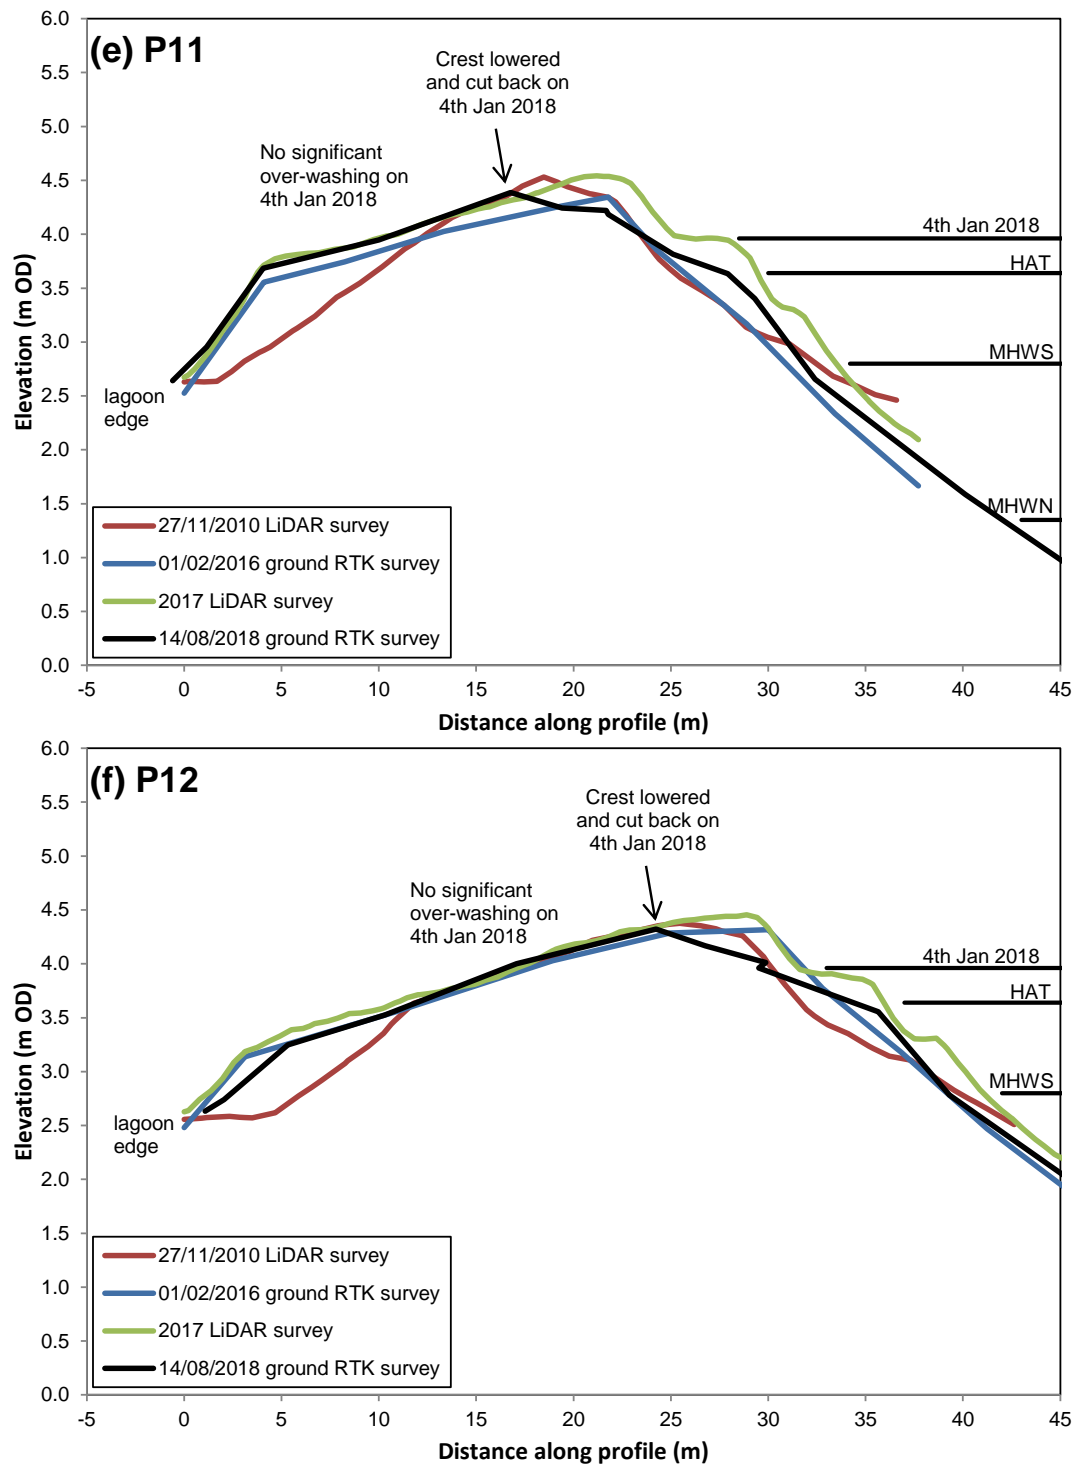 (e) P11
Crest lowered
and cut back on
4th Jan 2018
No significant
over-washing on
4th Jan 2018
4th Jan 2018
HAT
MHWS
MHWN
lagoon
edge
Elevation (m OD)
6.0
5.5
5.0
4.5
4.0
3.5
3.0
2.5
2.0
1.5
1.0
0.5
0.0
27/11/2010 LiDAR survey
01/02/2016 ground RTK survey
2017 LiDAR survey
14/08/2018 ground RTK survey
-5 0 5 10 15 20 25 30 35 40 45
Distance along profile (m)
(f) P12
Crest lowered
and cut back on
4th Jan 2018
No significant
over-washing on
4th Jan 2018
4th Jan 2018
HAT
MHWS
lagoon
edge
Elevation (m OD)
6.0
5.5
5.0
4.5
4.0
3.5
3.0
2.5
2.0
1.5
1.0
0.5
0.0
27/11/2010 LiDAR survey
01/02/2016 ground RTK survey
2017 LiDAR survey
14/08/2018 ground RTK survey
-5 0 5 10 15 20 25 30 35 40 45
Distance along profile (m)